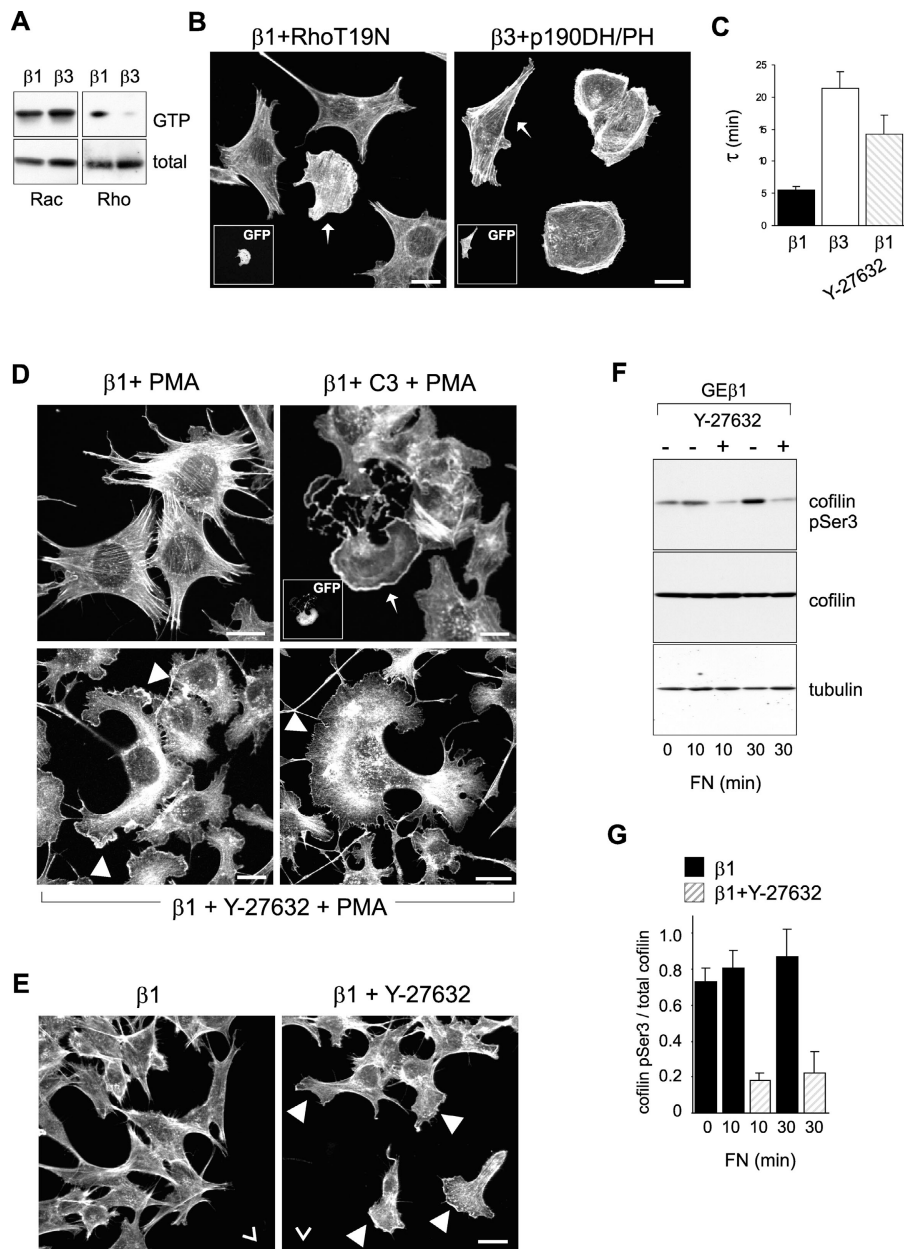 A
β1 β3 β1 β3
GTP
total
Rac Rho
B
β1+RhoT19N
β3+p190DH/PH
GFP
GFP
C
25
20
15
10
5
0
τ (min)
β1 β3 β1
Y-27632
D
β1+ PMA
β1+ C3 + PMA
GFP
β1 + Y-27632 + PMA
E
β1
β1 + Y-27632
F
GEβ1
Y-27632
- - + - +
cofilin
pSer3
cofilin
tubulin
0 10 10 30 30
FN (min)
G
β1
β1+Y-27632
1.0
0.8
0.6
0.4
0.2
0
cofilin pSer3 / total cofilin
0 10 10 30 30
FN (min)